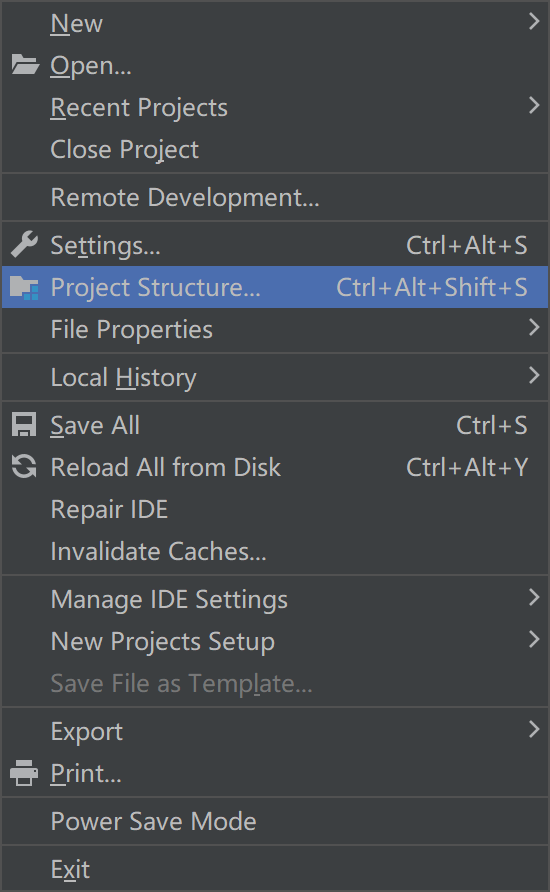 New
Open...
Recent Projects
Close Project
Remote Development...
Settings... Ctrl+Alt+S
Project Structure... Ctrl+Alt+Shift+S
File Properties
Local History
Save All Ctrl+S
Reload All from Disk Ctrl+Alt+Y
Repair IDE
Invalidate Caches...
Manage IDE Settings
New Projects Setup
Save File as Template...
Export
Print...
Power Save Mode
Exit